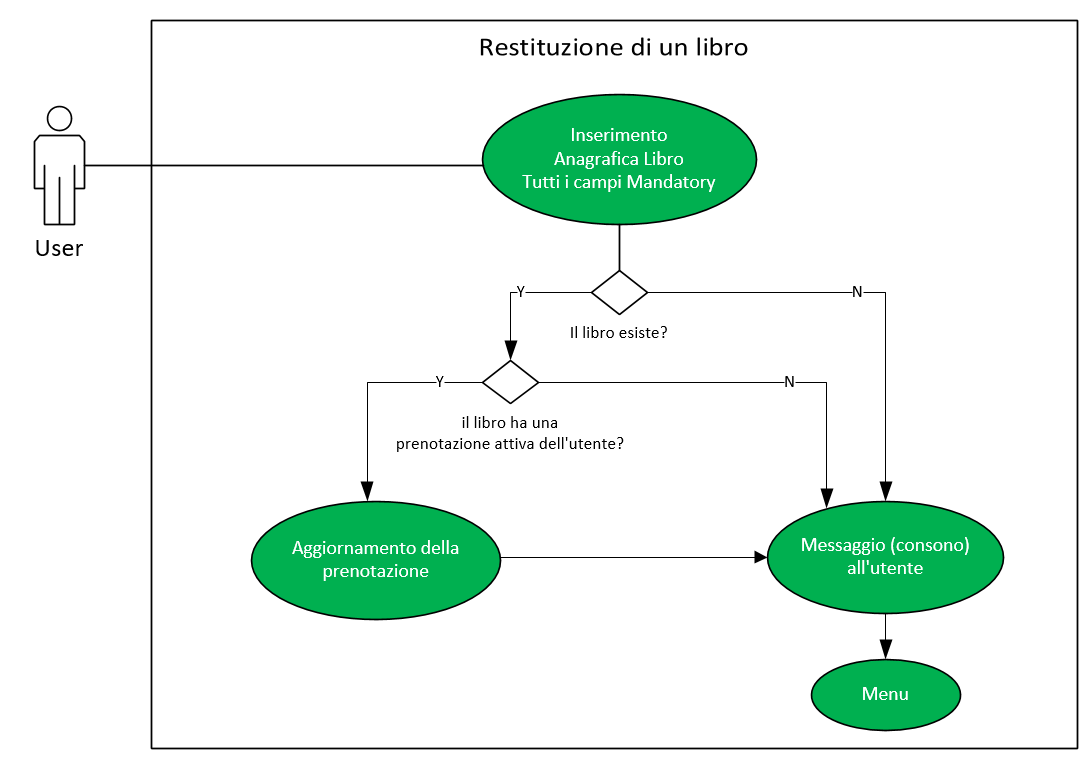 Restituzione di un libro
Inserimento
Anagrafica Libro
Tutti i campi Mandatory
User
Y
N
Il libro esiste?
Y
N
il libro ha una
prenotazione attiva dell'utente?
Aggiornamento della
prenotazione
Messaggio (consono)
all'utente
Menu